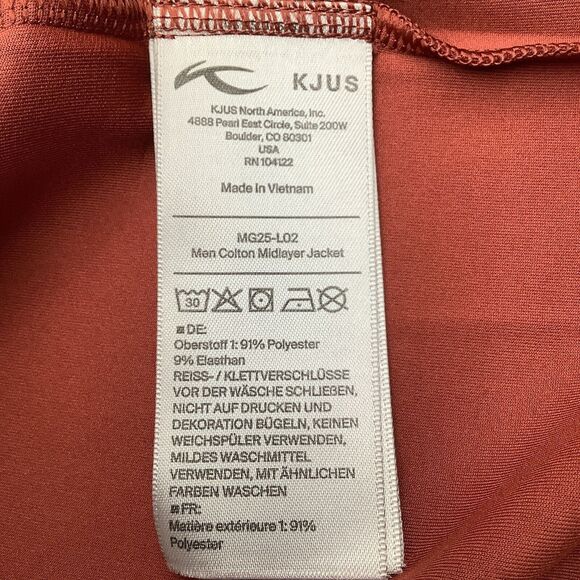 KJUS
KJUS North America, Inc.
4888 Pearl East Circle, Suite 200W
Boulder, CO 80301
USA
RN 104122
Made in Vietnam
MG25-L02
Men Colton Midlayer Jacket
30
DE:
Oberstoff 1: 91% Polyester
9% Elasthan
REISS- / KLETTVERSCHLÜSSE
VOR DER WÄSCHE SCHLIEßEN,
NICHT AUF DRUCKEN UND
DEKORATION BÜGELN, KEINEN
WEICHSPÜLER VERWENDEN,
MILDES WASCHMITTEL
VERWENDEN, MIT ÄHNLICHEN
FARBEN WASCHEN
FR:
Matière extérieure 1: 91%
Polyester